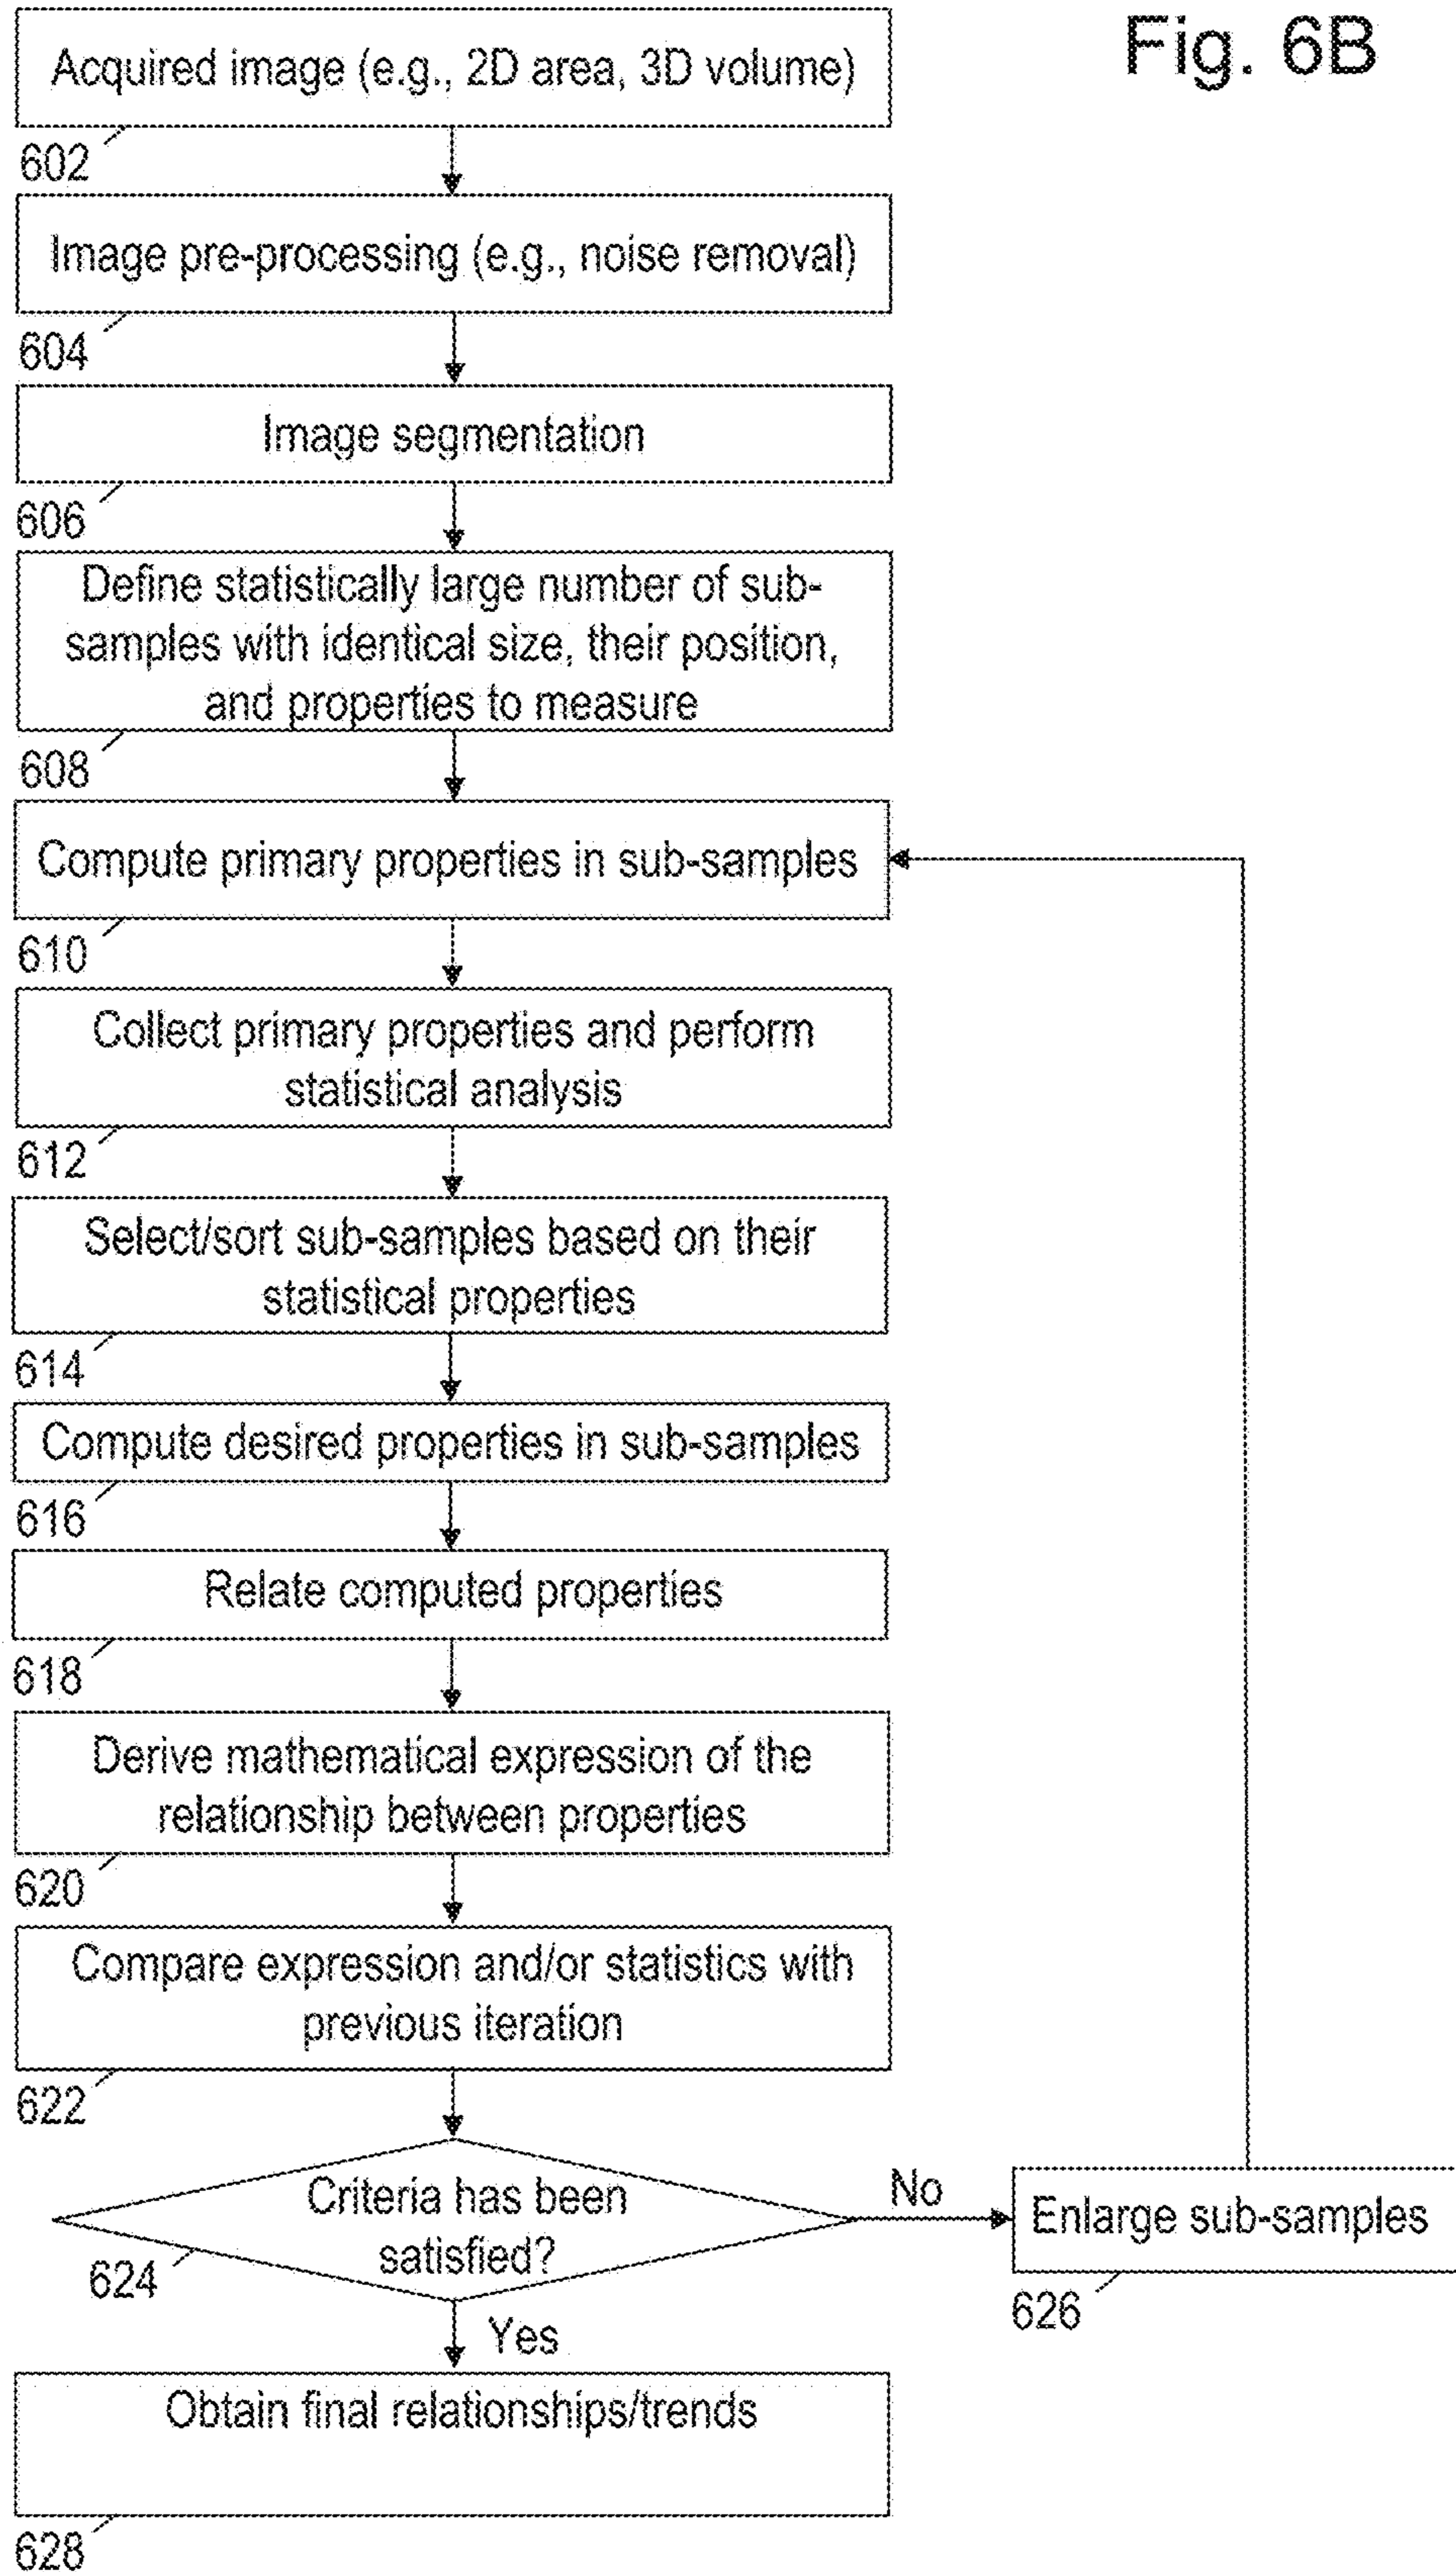 Fig. 6B
Acquired image (e.g., 2D area, 3D volume)
602
Image pre-processing (e.g., noise removal)
604
Image segmentation
606
Define statistically large number of sub-
samples with identical size, their position,
and properties to measure
608
Compute primary properties in sub-samples
610
Collect primary properties and perform
statistical analysis
612
Select/sort sub-samples based on their
statistical properties
614
Compute desired properties in sub-samples
616
Relate computed properties
618
Derive mathematical expression of the
relationship between properties
620
Compare expression and/or statistics with
previous iteration
622
Criteria has been
satisfied?
624
No
Enlarge sub-samples
626
Yes
Obtain final relationships/trends
628